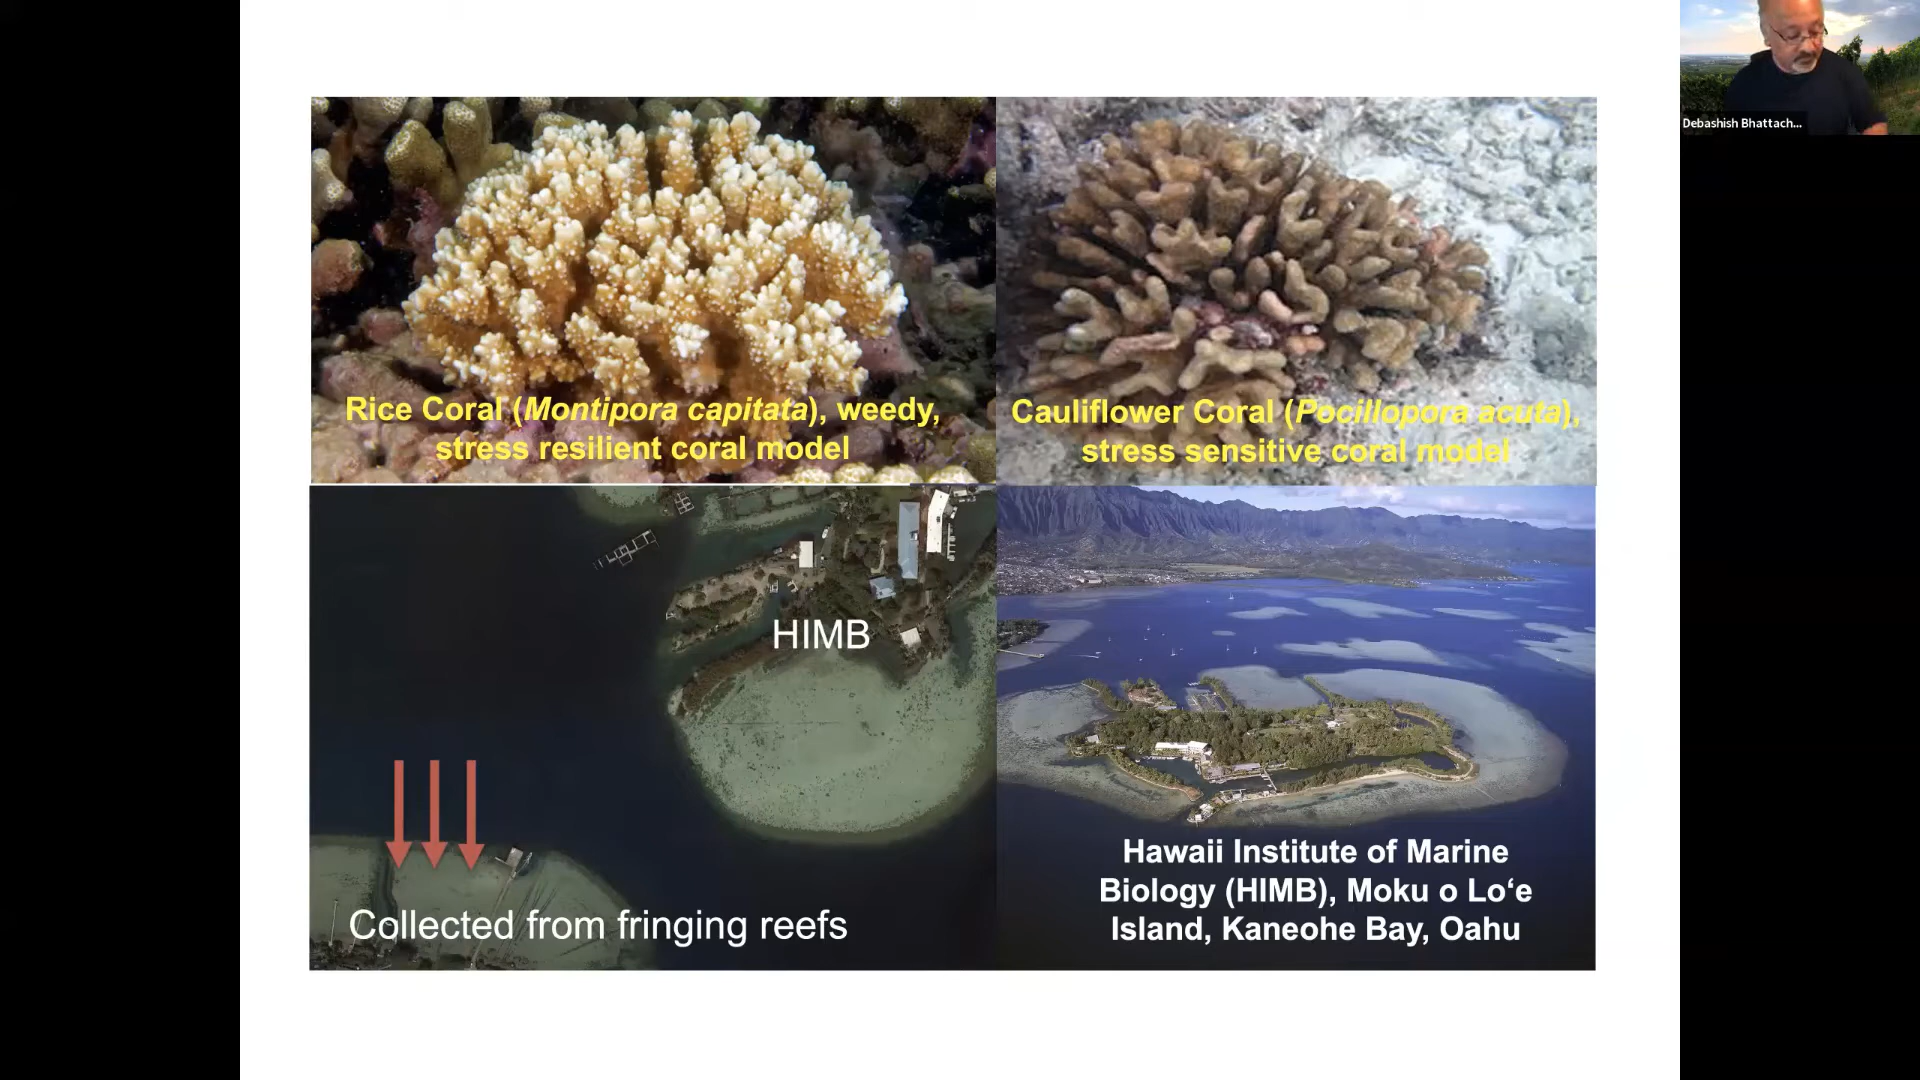 Debashish Bhattach...
Rice Coral (Montipora capitata), weedy,
stress resilient coral model
Cauliflower Coral (Pocillopora acuta),
stress sensitive coral model
HIMB
Collected from fringing reefs
Hawaii Institute of Marine
Biology (HIMB), Moku o Loʻe
Island, Kaneohe Bay, Oahu